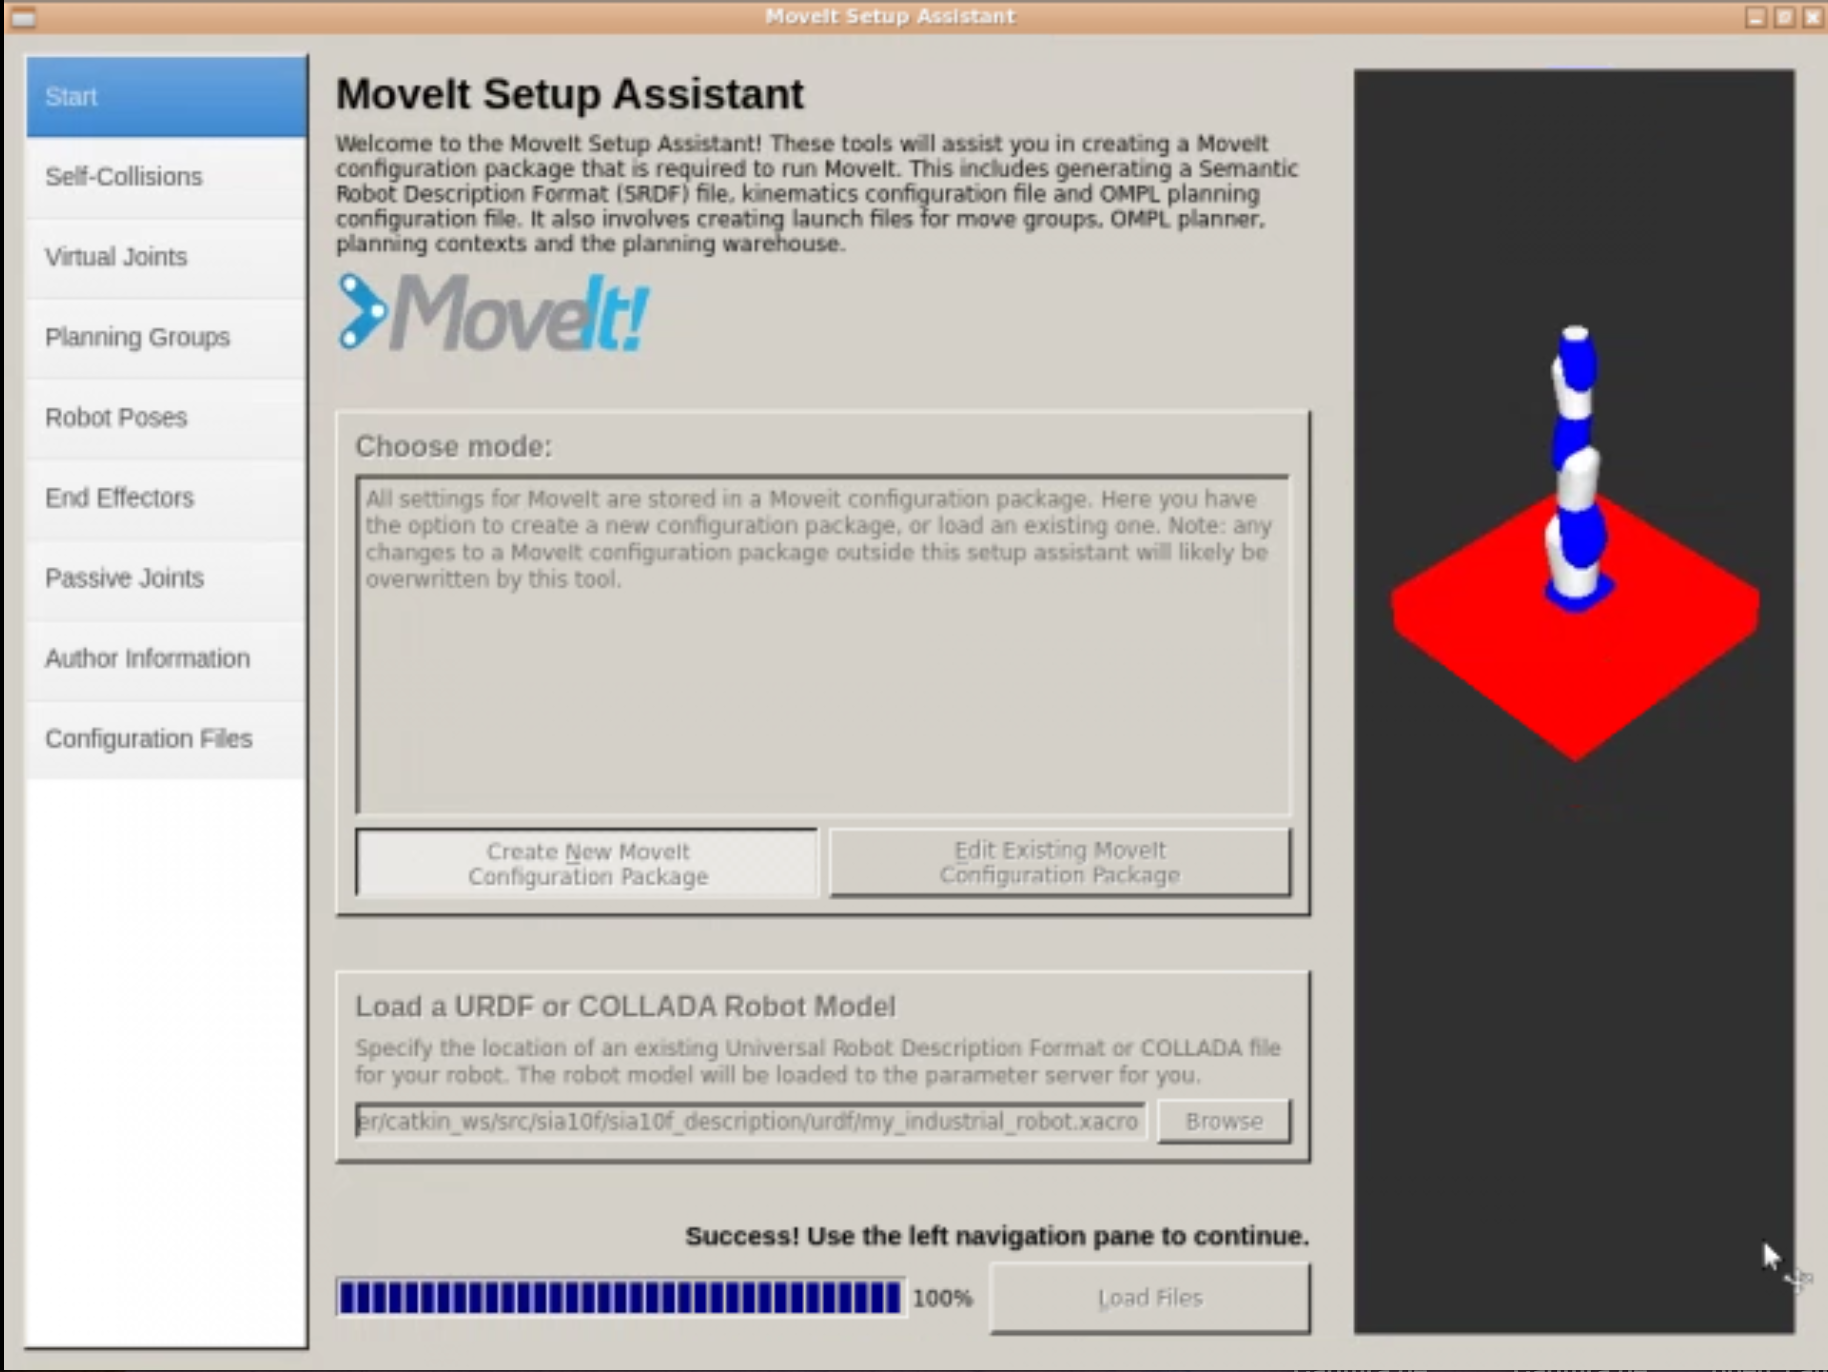 MoveIt Setup Assistant
Start
Self-Collisions
Virtual Joints
Planning Groups
Robot Poses
End Effectors
Passive Joints
Author Information
Configuration Files
MoveIt Setup Assistant
Welcome to the MoveIt Setup Assistant! These tools will assist you in creating a MoveIt
configuration package that is required to run MoveIt. This includes generating a Semantic
Robot Description Format (SRDF) file, kinematics configuration file and OMPL planning
configuration file. It also involves creating launch files for move groups, OMPL planner,
planning contexts and the planning warehouse.
MoveIt!
Choose mode:
All settings for MoveIt are stored in a Moveit configuration package. Here you have
the option to create a new configuration package, or load an existing one. Note: any
changes to a MoveIt configuration package outside this setup assistant will likely be
overwritten by this tool.
Create New MoveIt
Configuration Package
Edit Existing MoveIt
Configuration Package
Load a URDF or COLLADA Robot Model
Specify the location of an existing Universal Robot Description Format or COLLADA file
for your robot. The robot model will be loaded to the parameter server for you.
er/catkin_ws/src/sia10f/sia10f_description/urdf/my_industrial_robot.xacro
Browse
Success! Use the left navigation pane to continue.
100%
Load Files